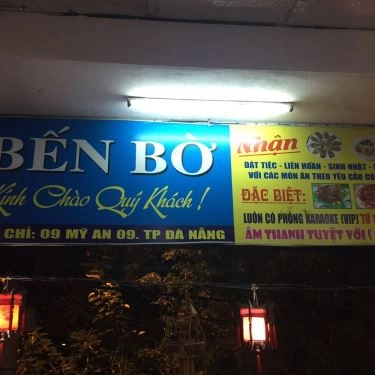 BẾN BỜ
Kính Chào Quý Khách !
CHỈ: 09 MỸ AN 09. TP ĐÀ NẴNG
Nhận
ĐẶT TIỆC - LIÊN HOAN - SINH NHẬT -
VỚI CÁC MÓN ĂN THEO YÊU CẦU
ĐẶC BIỆT:
LUÔN CÓ PHÒNG KARAOKE (VIP) TỪ
ÂM THANH TUYỆT VỜI (